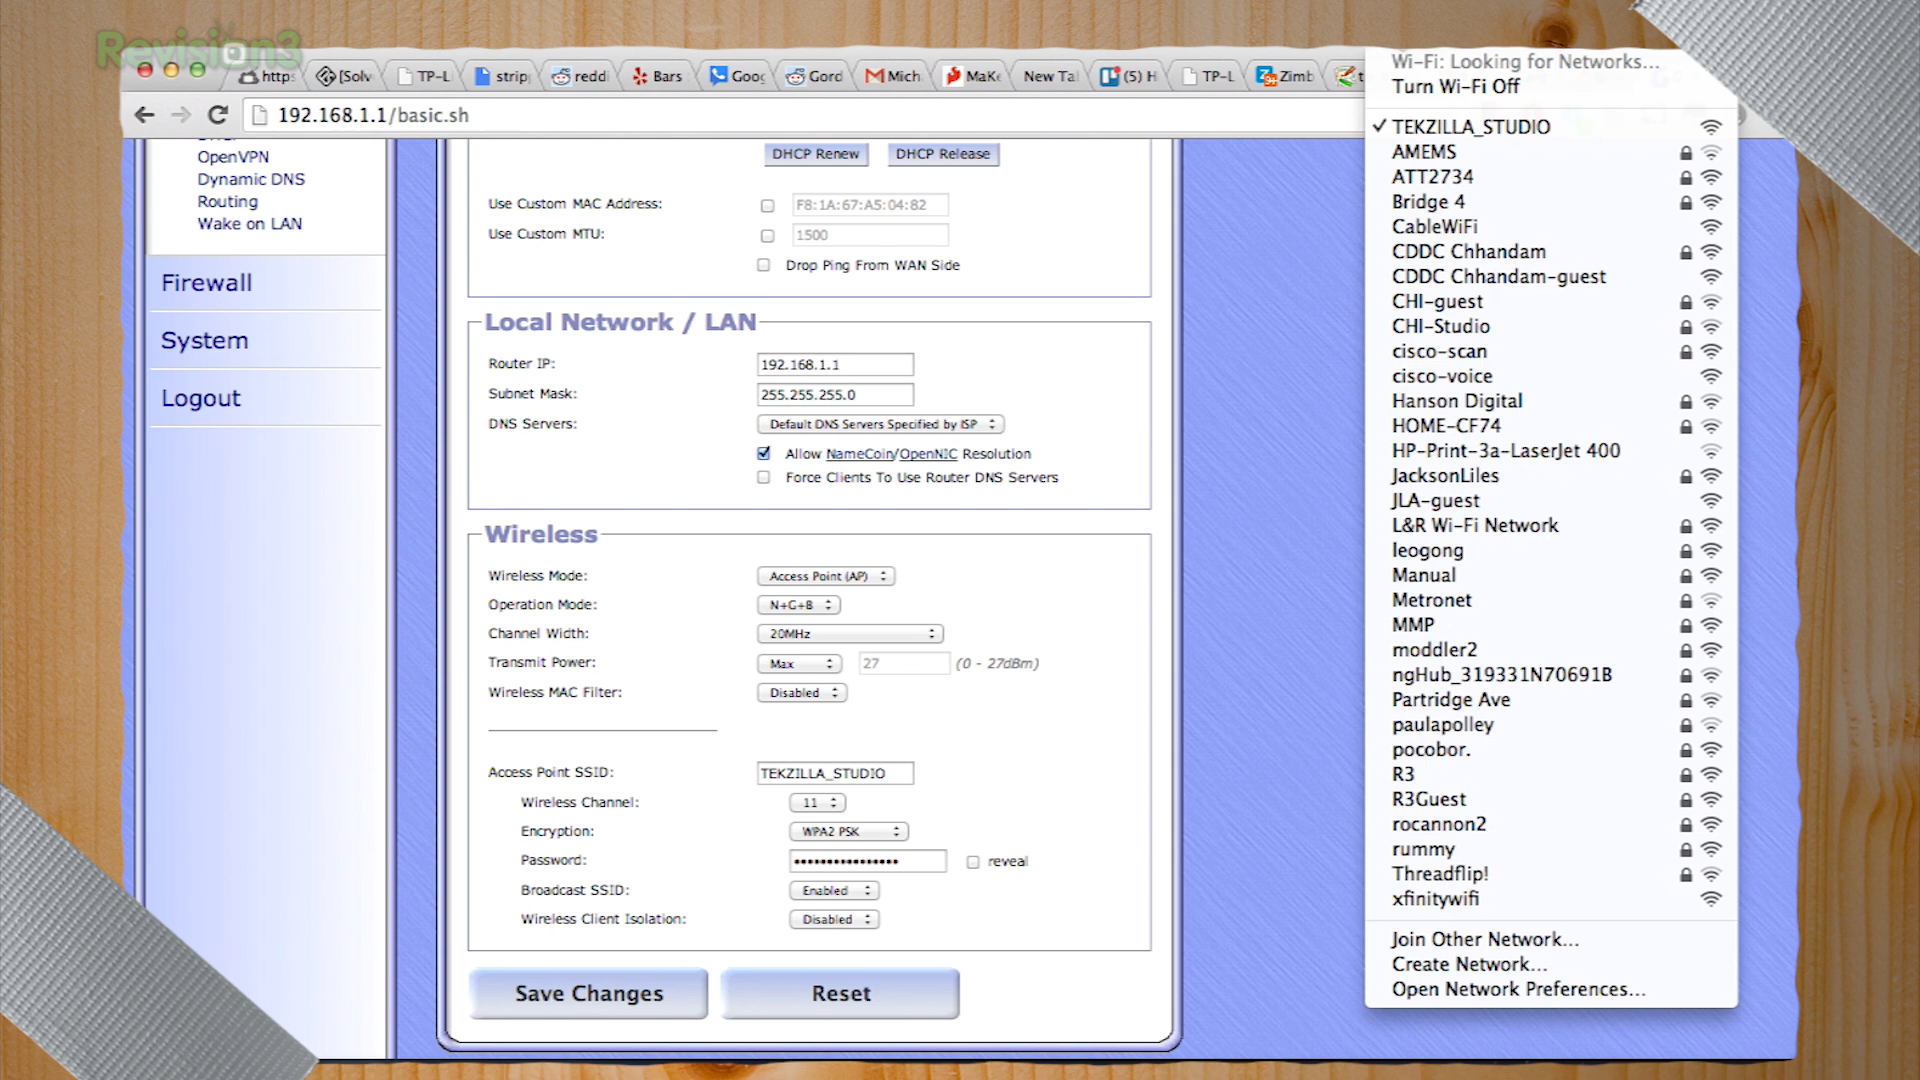 Revision3
https
[Solv
TP-L
strip
reddi
Bars
Goog
Gord
Mich
MaKe
New Tal
(5) H
TP-L
Zimb
192.168.1.1/basic.sh
OpenVPN
Dynamic DNS
Routing
Wake on LAN
Firewall
System
Logout
DHCP Renew DHCP Release
Use Custom MAC Address: F8:1A:67:A5:04:82
Use Custom MTU: 1500
Drop Ping From WAN Side
Local Network / LAN
Router IP: 192.168.1.1
Subnet Mask: 255.255.255.0
DNS Servers: Default DNS Servers Specified by ISP
Allow NameCoin/OpenNIC Resolution
Force Clients To Use Router DNS Servers
Wireless
Wireless Mode: Access Point (AP)
Operation Mode: N+G+B
Channel Width: 20MHz
Transmit Power: Max 27 (0 - 27dBm)
Wireless MAC Filter: Disabled
Access Point SSID: TEKZILLA_STUDIO
Wireless Channel: 11
Encryption: WPA2 PSK
Password: •••••••••••••••• reveal
Broadcast SSID: Enabled
Wireless Client Isolation: Disabled
Save Changes Reset
Wi-Fi: Looking for Networks...
Turn Wi-Fi Off
✓ TEKZILLA_STUDIO
AMEMS
ATT2734
Bridge 4
CableWiFi
CDDC Chhandam
CDDC Chhandam-guest
CHI-guest
CHI-Studio
cisco-scan
cisco-voice
Hanson Digital
HOME-CF74
HP-Print-3a-LaserJet 400
JacksonLiles
JLA-guest
L&R Wi-Fi Network
leogong
Manual
Metronet
MMP
moddler2
ngHub_319331N70691B
Partridge Ave
paulapolley
pocobor.
R3
R3Guest
rocannon2
rummy
Threadflip!
xfinitywifi
Join Other Network...
Create Network...
Open Network Preferences...